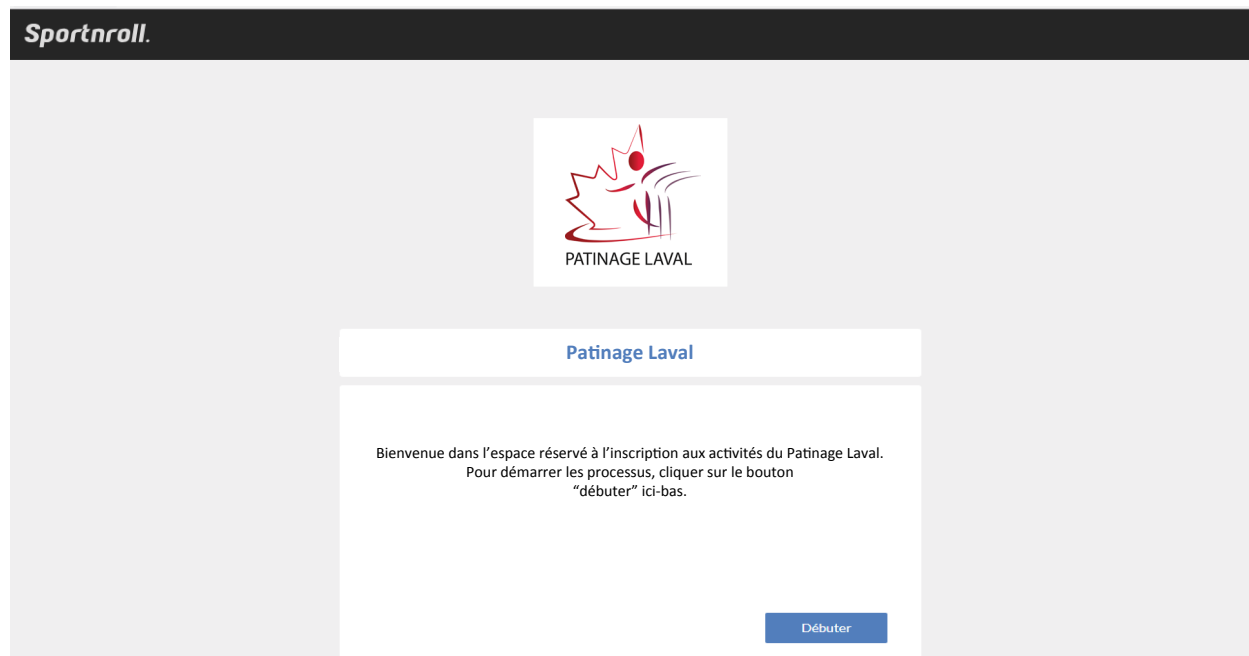 Sportnroll.
PATINAGE LAVAL
Patinage Laval
Bienvenue dans l’espace réservé à l’inscription aux activités du Patinage Laval.
Pour démarrer les processus, cliquer sur le bouton
“débuter” ici-bas.
Débuter